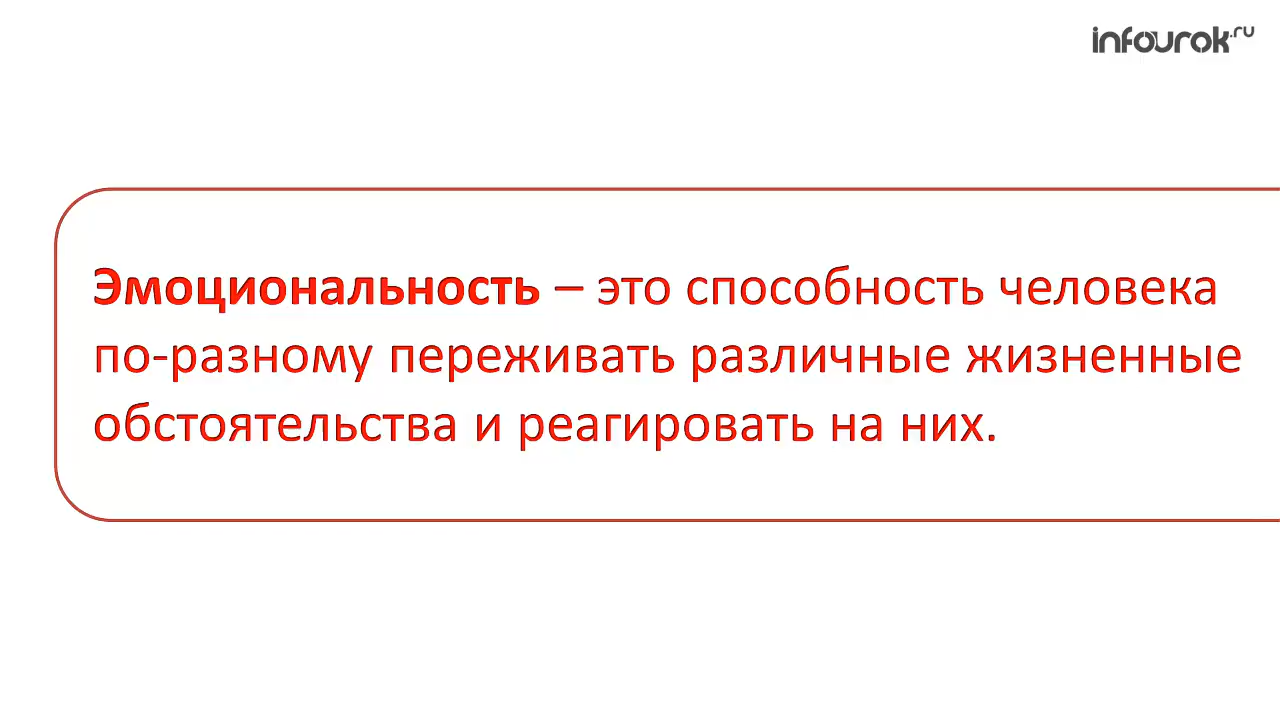 infourok.ru
Эмоциональность – это способность человека
по-разному переживать различные жизненные
обстоятельства и реагировать на них.